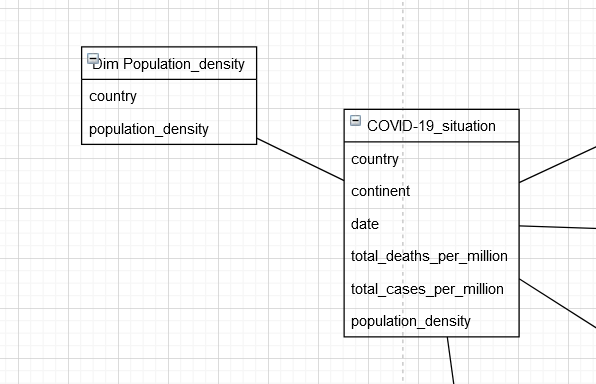 Dim Population_density
country
population_density
COVID-19_situation
country
continent
date
total_deaths_per_million
total_cases_per_million
population_density